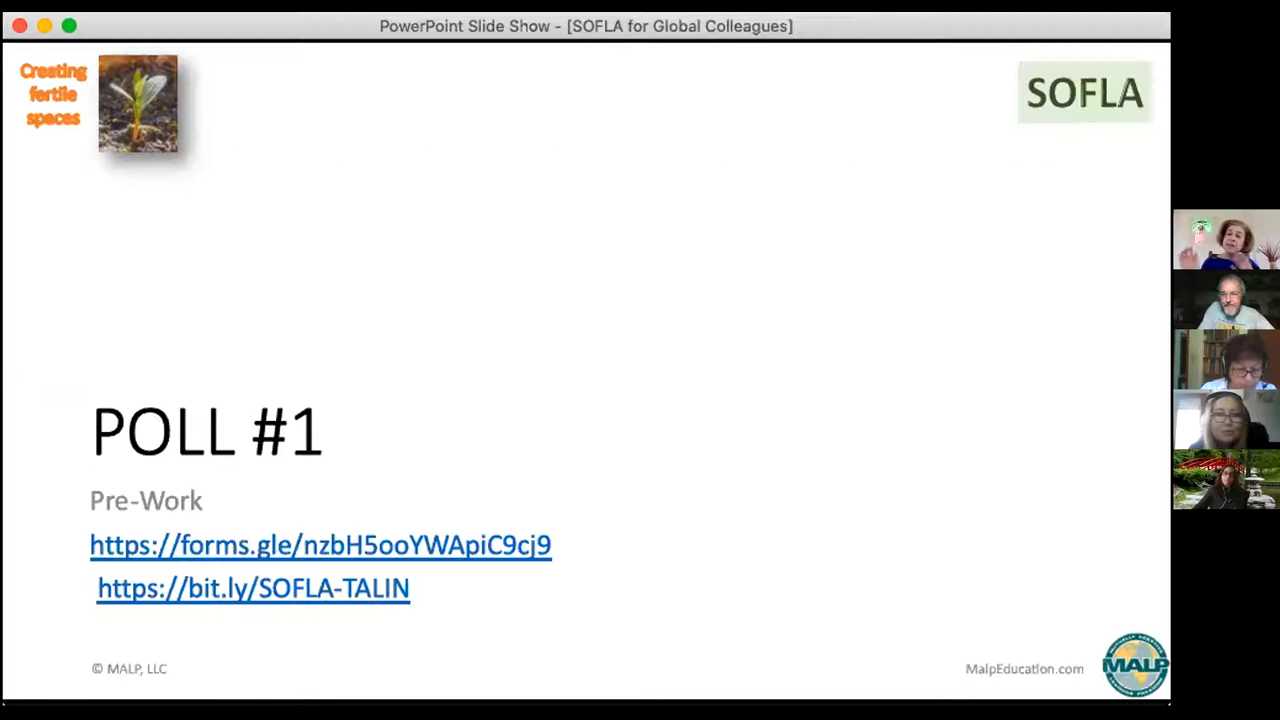 PowerPoint Slide Show - [SOFLA for Global Colleagues]
Creating
fertile
spaces
SOFLA
POLL #1
Pre-Work
https://forms.gle/nzbH5ooYWApiC9cj9
https://bit.ly/SOFLA-TALIN
© MALP, LLC
MalpEducation.com
MALP